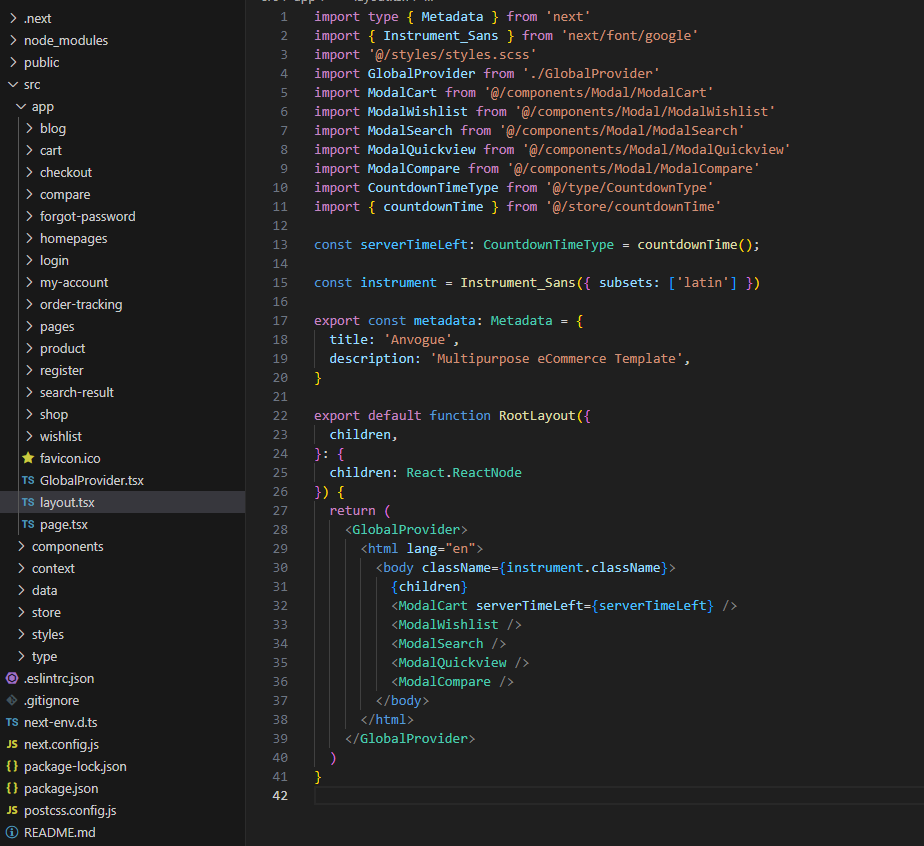 .next
node_modules
public
src
app
blog
cart
checkout
compare
forgot-password
homepages
login
my-account
order-tracking
pages
product
register
search-result
shop
wishlist
favicon.ico
TS GlobalProvider.tsx
TS layout.tsx
TS page.tsx
components
context
data
store
styles
type
.eslintrc.json
.gitignore
TS next-env.d.ts
JS next.config.js
{} package-lock.json
{} package.json
JS postcss.config.js
README.md
1 import type { Metadata } from 'next'
2 import { Instrument_Sans } from 'next/font/google'
3 import '@/styles/styles.scss'
4 import GlobalProvider from './GlobalProvider'
5 import ModalCart from '@/components/Modal/ModalCart'
6 import ModalWishlist from '@/components/Modal/ModalWishlist'
7 import ModalSearch from '@/components/Modal/ModalSearch'
8 import ModalQuickview from '@/components/Modal/ModalQuickview'
9 import ModalCompare from '@/components/Modal/ModalCompare'
10 import CountdownTimeType from '@/type/CountdownType'
11 import { countdownTime } from '@/store/countdownTime'
12
13 const serverTimeLeft: CountdownTimeType = countdownTime();
14
15 const instrument = Instrument_Sans({ subsets: ['latin'] })
16
17 export const metadata: Metadata = {
18   title: 'Anvogue',
19   description: 'Multipurpose eCommerce Template',
20 }
21
22 export default function RootLayout({
23   children,
24 }: {
25   children: React.ReactNode
26 }) {
27   return (
28     <GlobalProvider>
29       <html lang="en">
30         <body className={instrument.className}>
31           {children}
32           <ModalCart serverTimeLeft={serverTimeLeft} />
33           <ModalWishlist />
34           <ModalSearch />
35           <ModalQuickview />
36           <ModalCompare />
37         </body>
38       </html>
39     </GlobalProvider>
40   )
41 }
42